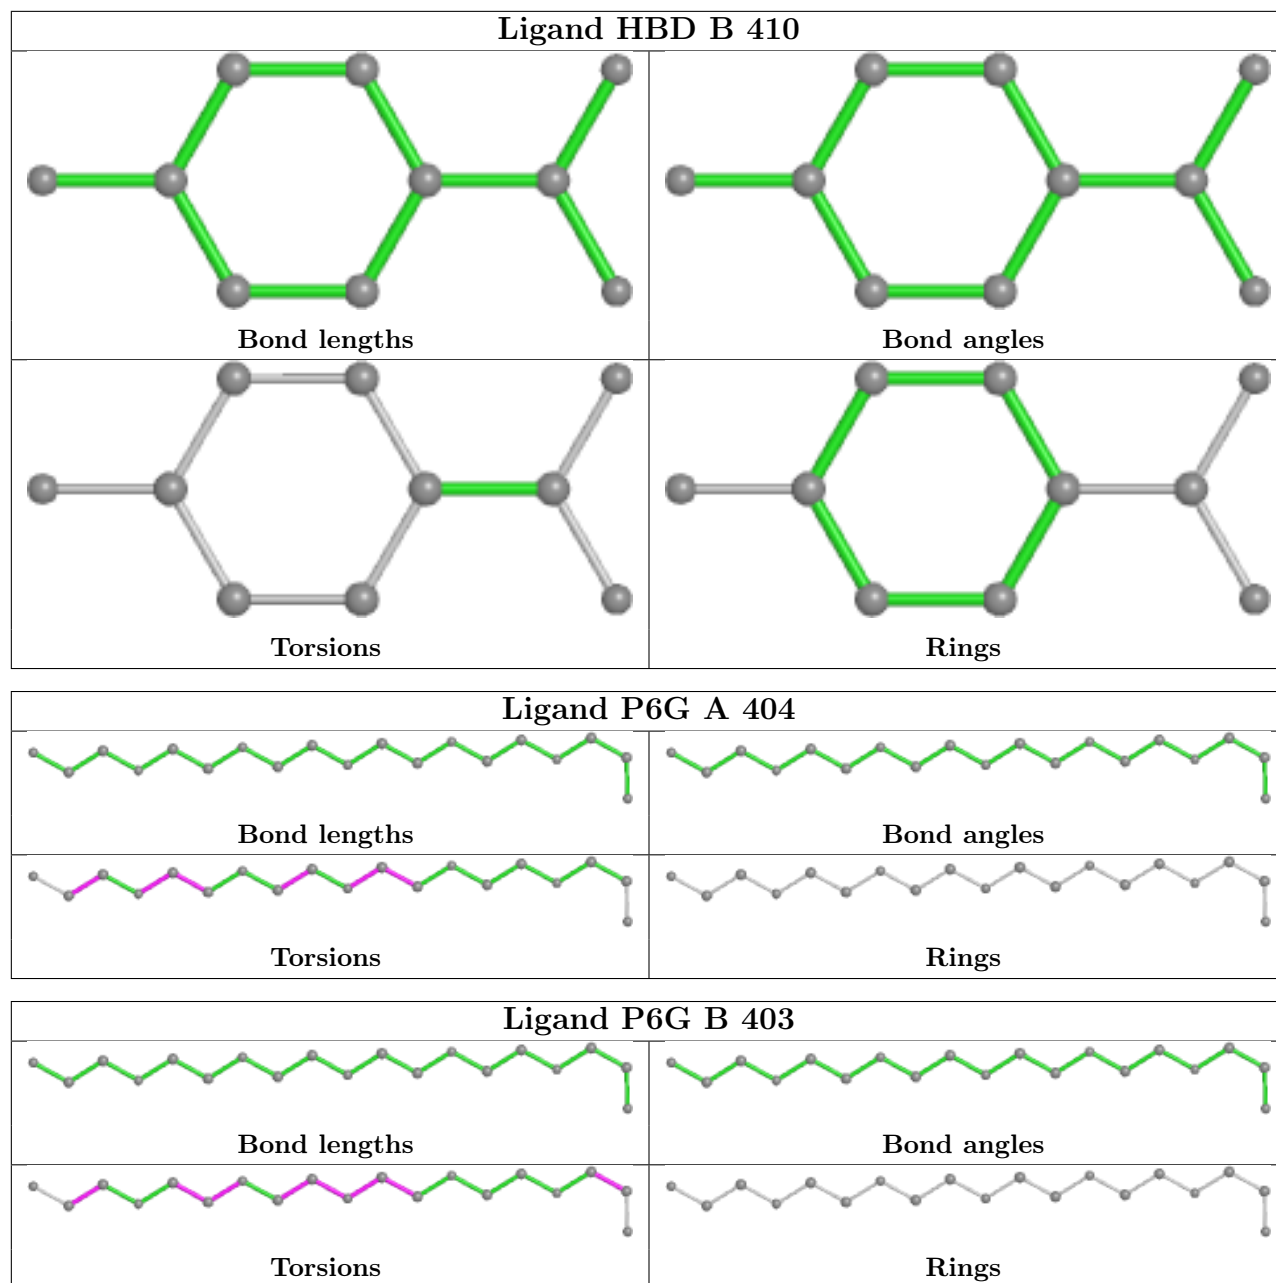 Ligand HBD B 410
Bond lengths
Bond angles
Torsions
Rings
Ligand P6G A 404
Bond lengths
Bond angles
Torsions
Rings
Ligand P6G B 403
Bond lengths
Bond angles
Torsions
Rings